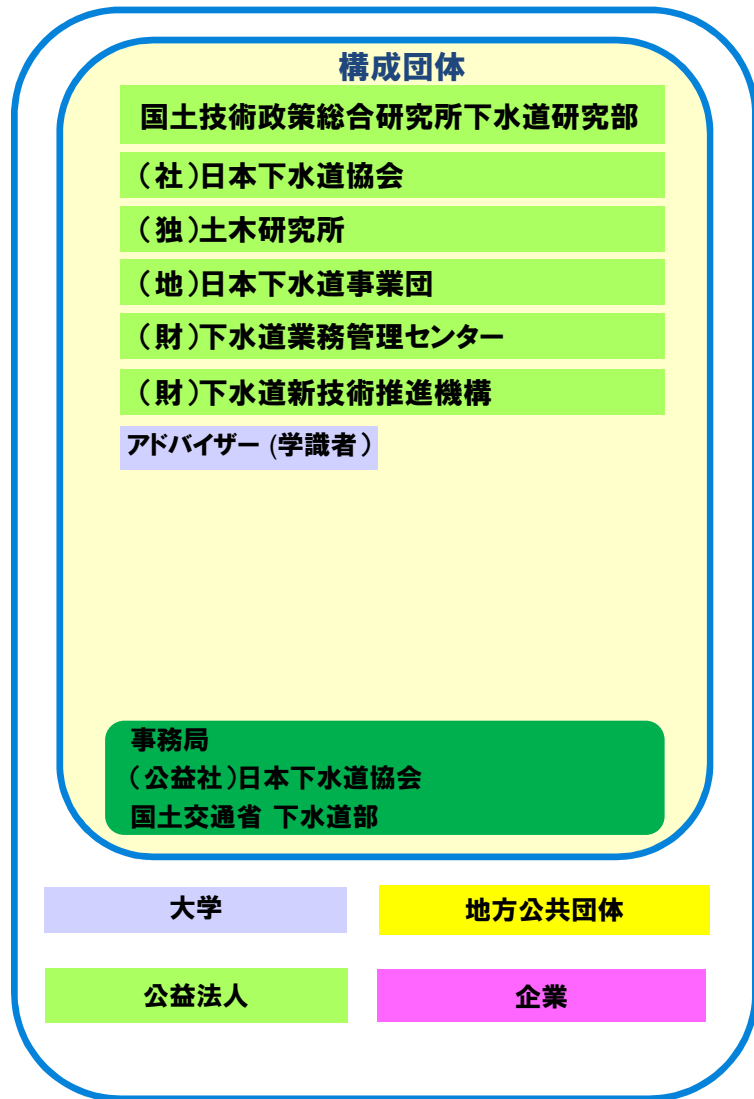 構成団体
国土技術政策総合研究所下水道研究部
（社）日本下水道協会
（独）土木研究所
（地）日本下水道事業団
（財）下水道業務管理センター
（財）下水道新技術推進機構
アドバイザー (学識者）
事務局
（公益社）日本下水道協会
国土交通省 下水道部
大学
地方公共団体
公益法人
企業